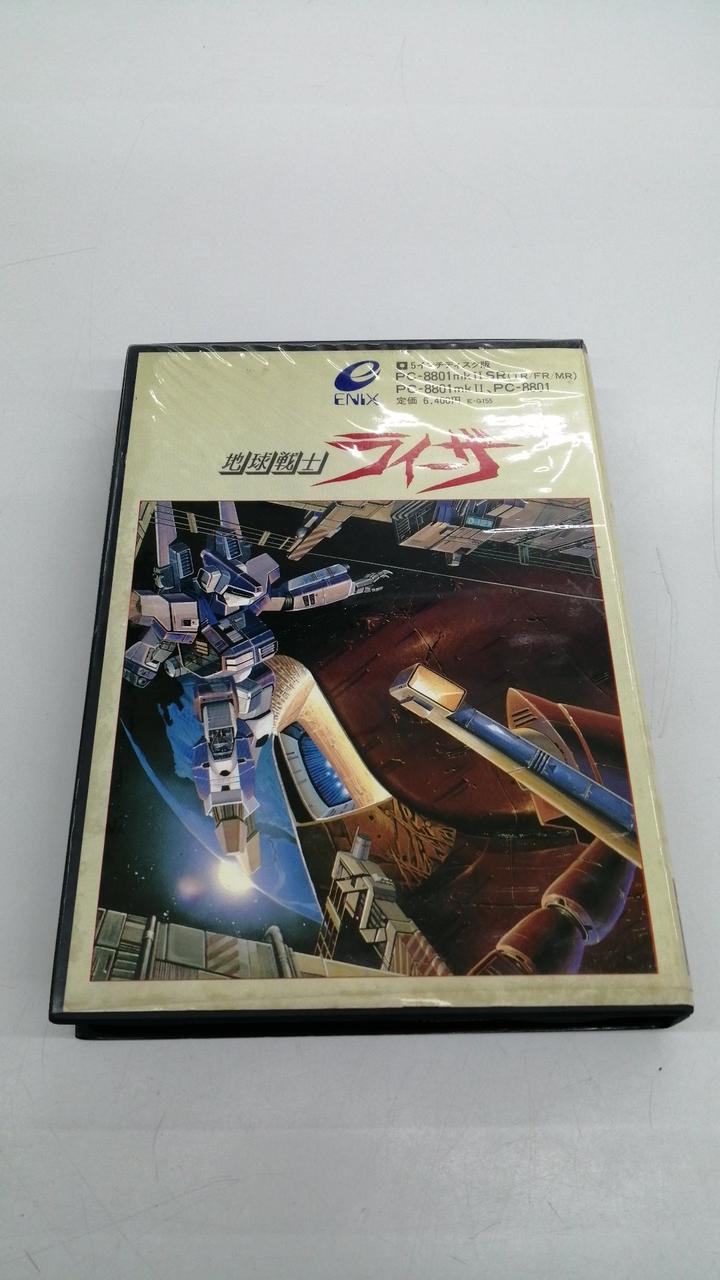 ENIX
5インチディスク版
PC-8801mkII SR(TR/FR/MR)
PC-8801mkII、PC-8801
定価 6,400円 E-G155
地球戦士
ライーザ